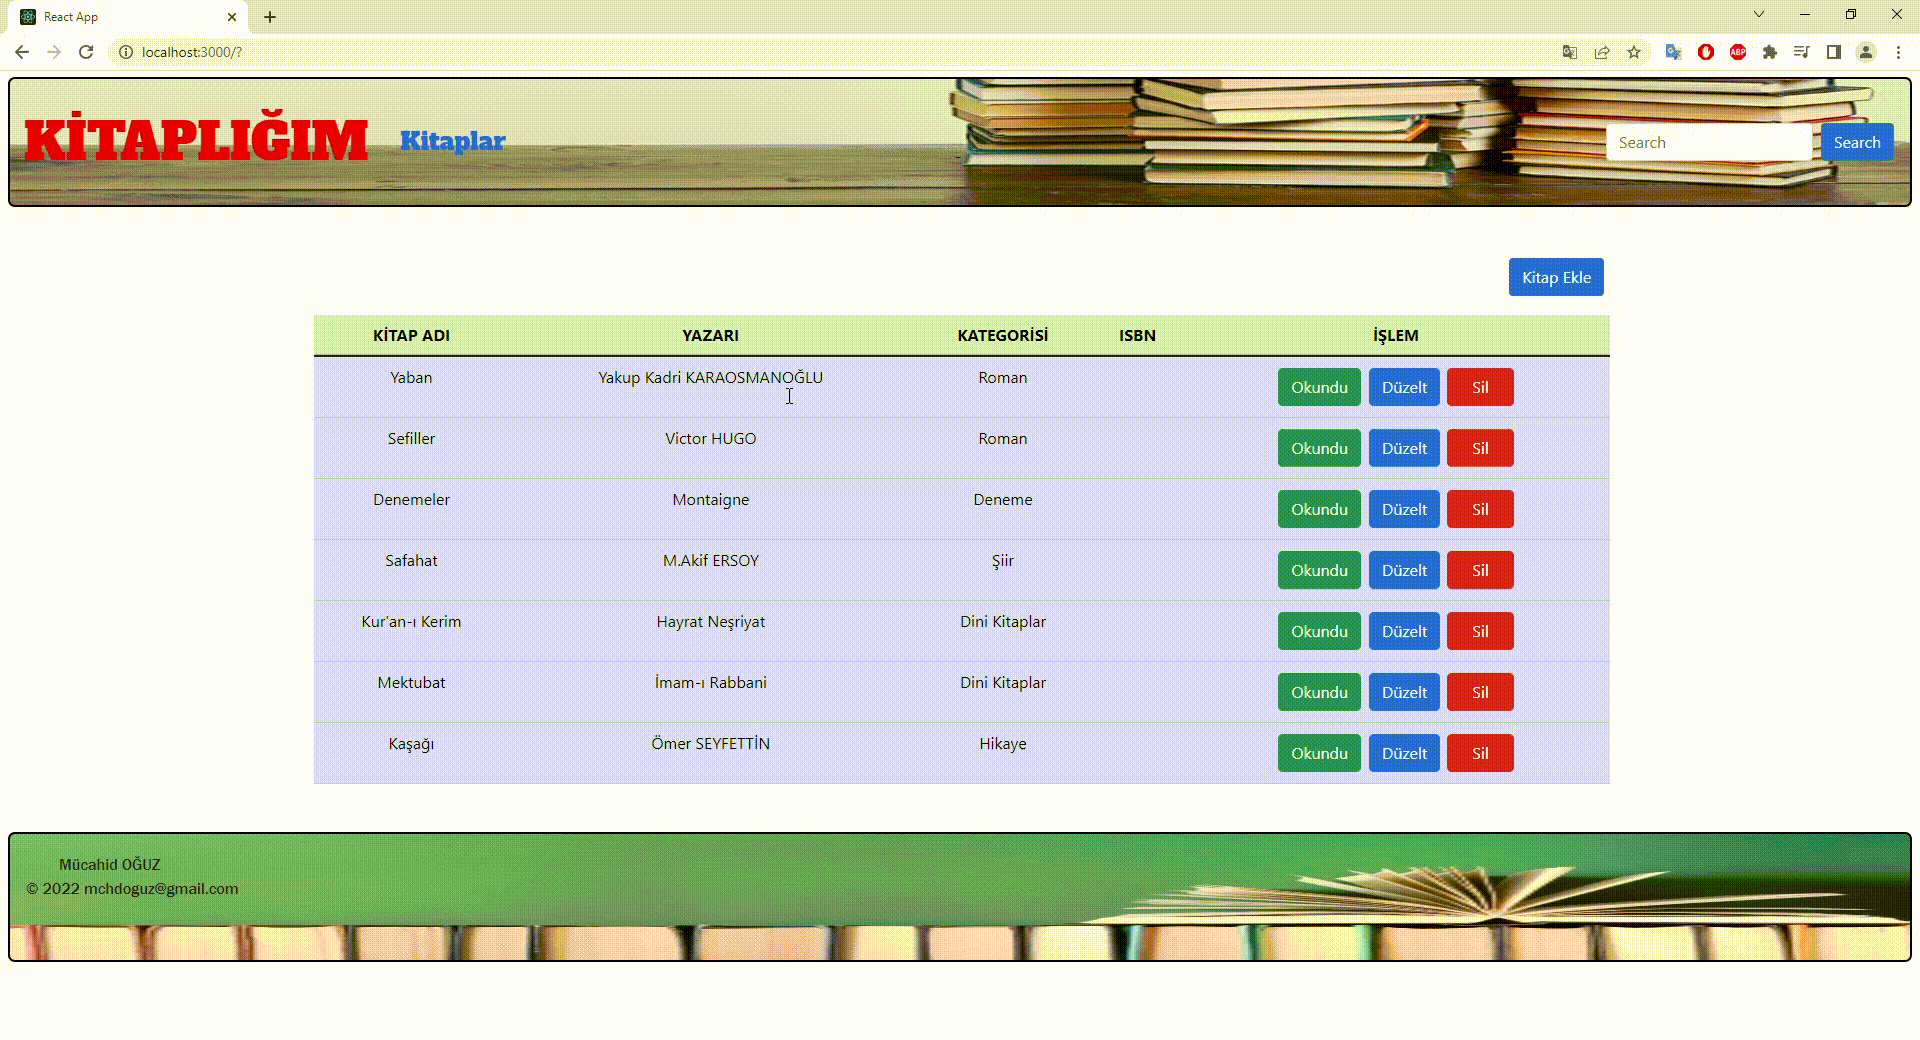 React App
localhost:3000/?
KİTAPLIĞIM Kitaplar Search Search
Kitap Ekle
KİTAP ADI YAZARI KATEGORİSİ ISBN İŞLEM
Yaban Yakup Kadri KARAOSMANOĞLU Roman Okundu Düzelt Sil
Sefiller Victor HUGO Roman Okundu Düzelt Sil
Denemeler Montaigne Deneme Okundu Düzelt Sil
Safahat M.Akif ERSOY Şiir Okundu Düzelt Sil
Kur'an-ı Kerim Hayrat Neşriyat Dini Kitaplar Okundu Düzelt Sil
Mektubat İmam-ı Rabbani Dini Kitaplar Okundu Düzelt Sil
Kaşağı Ömer SEYFETTİN Hikaye Okundu Düzelt Sil
Mücahid OĞUZ
© 2022 mchdoguz@gmail.com